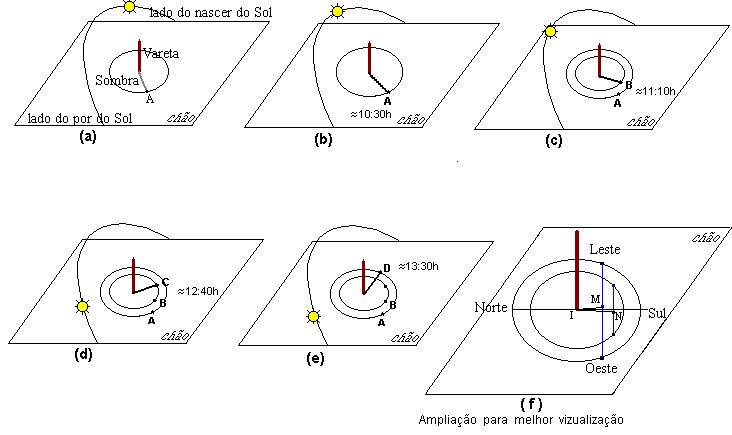 lado do nascer do Sol
Vareta
Sombra
A
lado do por do Sol
chão
(a)
A
≈10:30h
chão
(b)
B
A
≈11:10h
chão
(c)
C
B
A
≈12:40h
chão
(d)
D
B
A
≈13:30h
chão
(e)
chão
Leste
Norte
M
I
N
Sul
Oeste
(f)
Ampliação para melhor vizualização